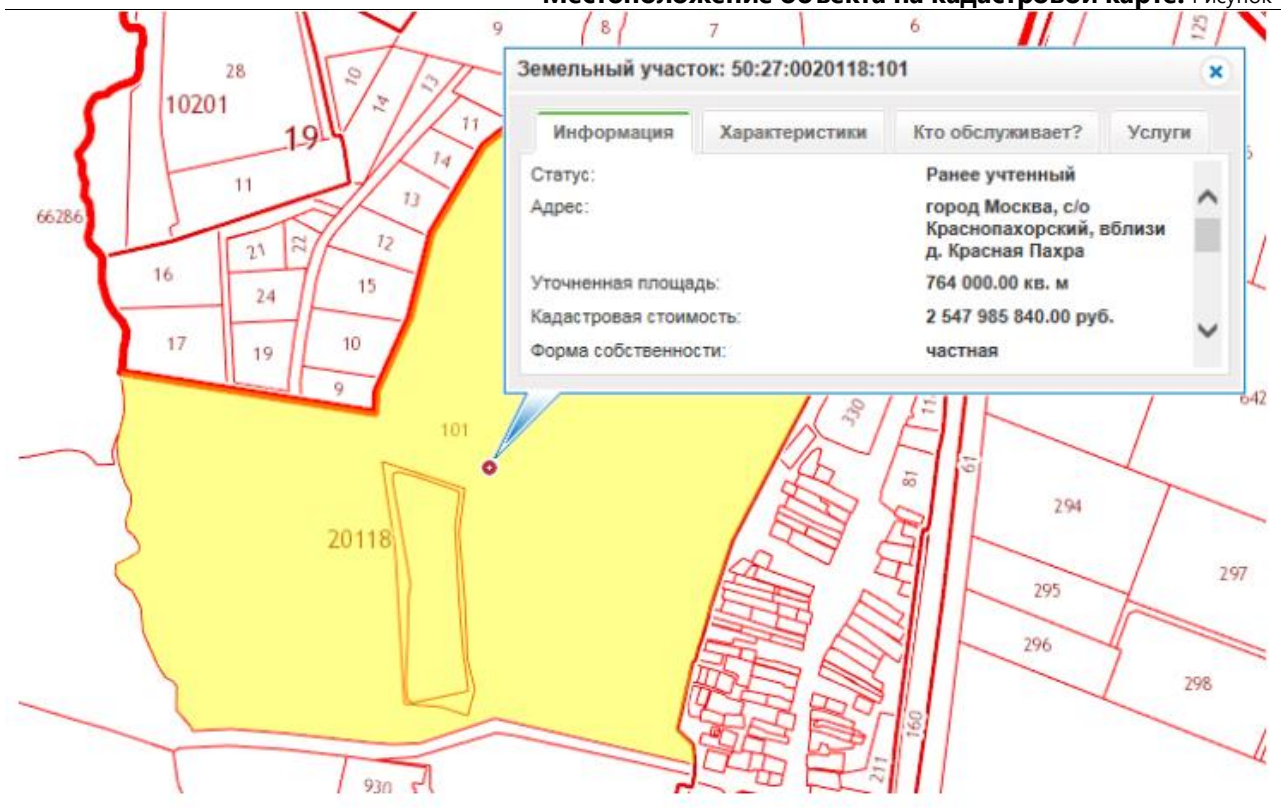 Местоположение объекта на кадастровой карте. Рисунок
9
8
7
6
125
28
10
14
13
10201
19
11
11
14
13
66286
21
22
12
16
24
15
17
19
10
9
Земельный участок: 50:27:0020118:101
Информация
Характеристики
Кто обслуживает?
Услуги
Статус:
Ранее учтенный
Адрес:
город Москва, с/о
Краснопахорский, вблизи
д. Красная Пахра
Уточненная площадь:
764 000.00 кв. м
Кадастровая стоимость:
2 547 985 840.00 руб.
Форма собственности:
частная
101
330
642
61
81
294
20118
297
295
296
298
160
211
930